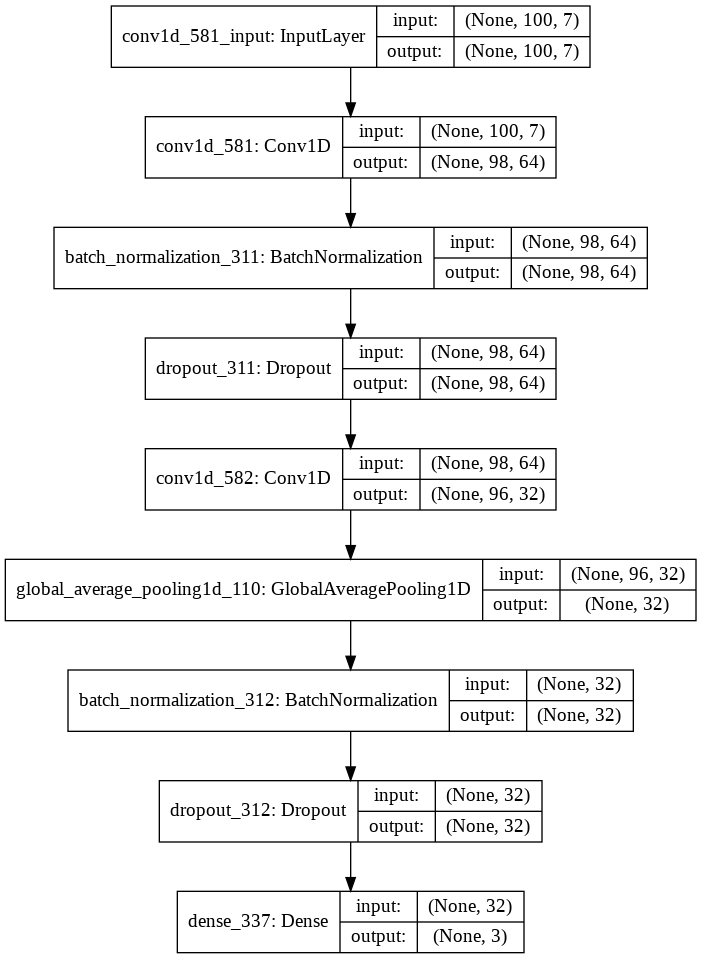 conv1d_581_input: InputLayer
input: (None, 100, 7)
output: (None, 100, 7)
conv1d_581: Conv1D
input: (None, 100, 7)
output: (None, 98, 64)
batch_normalization_311: BatchNormalization
input: (None, 98, 64)
output: (None, 98, 64)
dropout_311: Dropout
input: (None, 98, 64)
output: (None, 98, 64)
conv1d_582: Conv1D
input: (None, 98, 64)
output: (None, 96, 32)
global_average_pooling1d_110: GlobalAveragePooling1D
input: (None, 96, 32)
output: (None, 32)
batch_normalization_312: BatchNormalization
input: (None, 32)
output: (None, 32)
dropout_312: Dropout
input: (None, 32)
output: (None, 32)
dense_337: Dense
input: (None, 32)
output: (None, 3)